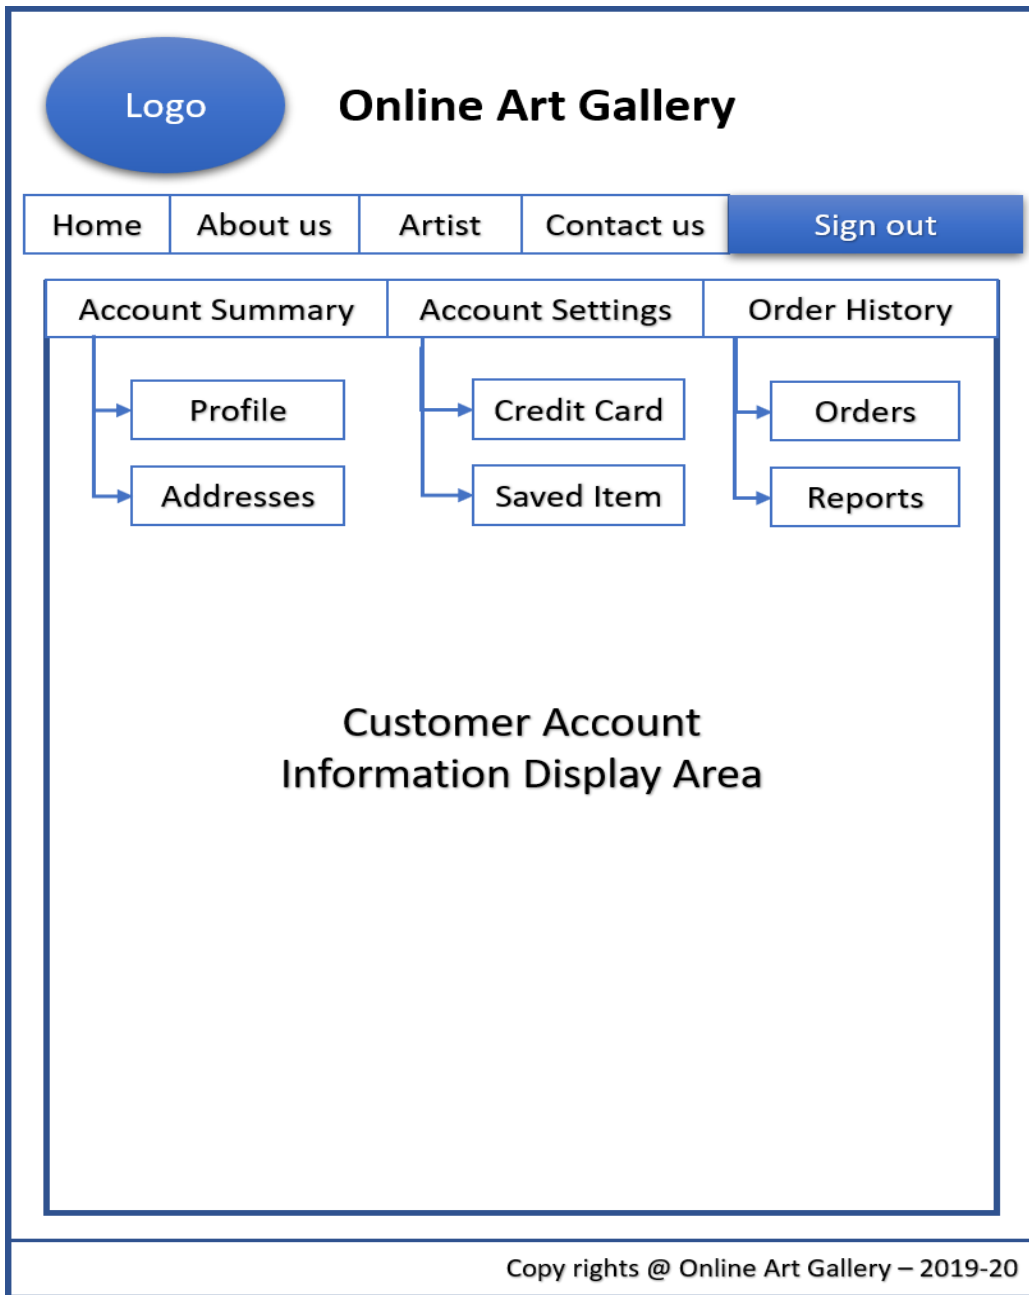 Logo
Online Art Gallery
Home
About us
Artist
Contact us
Sign out
Account Summary
Account Settings
Order History
Profile
Credit Card
Orders
Addresses
Saved Item
Reports
Customer Account
Information Display Area
Copy rights @ Online Art Gallery – 2019-20